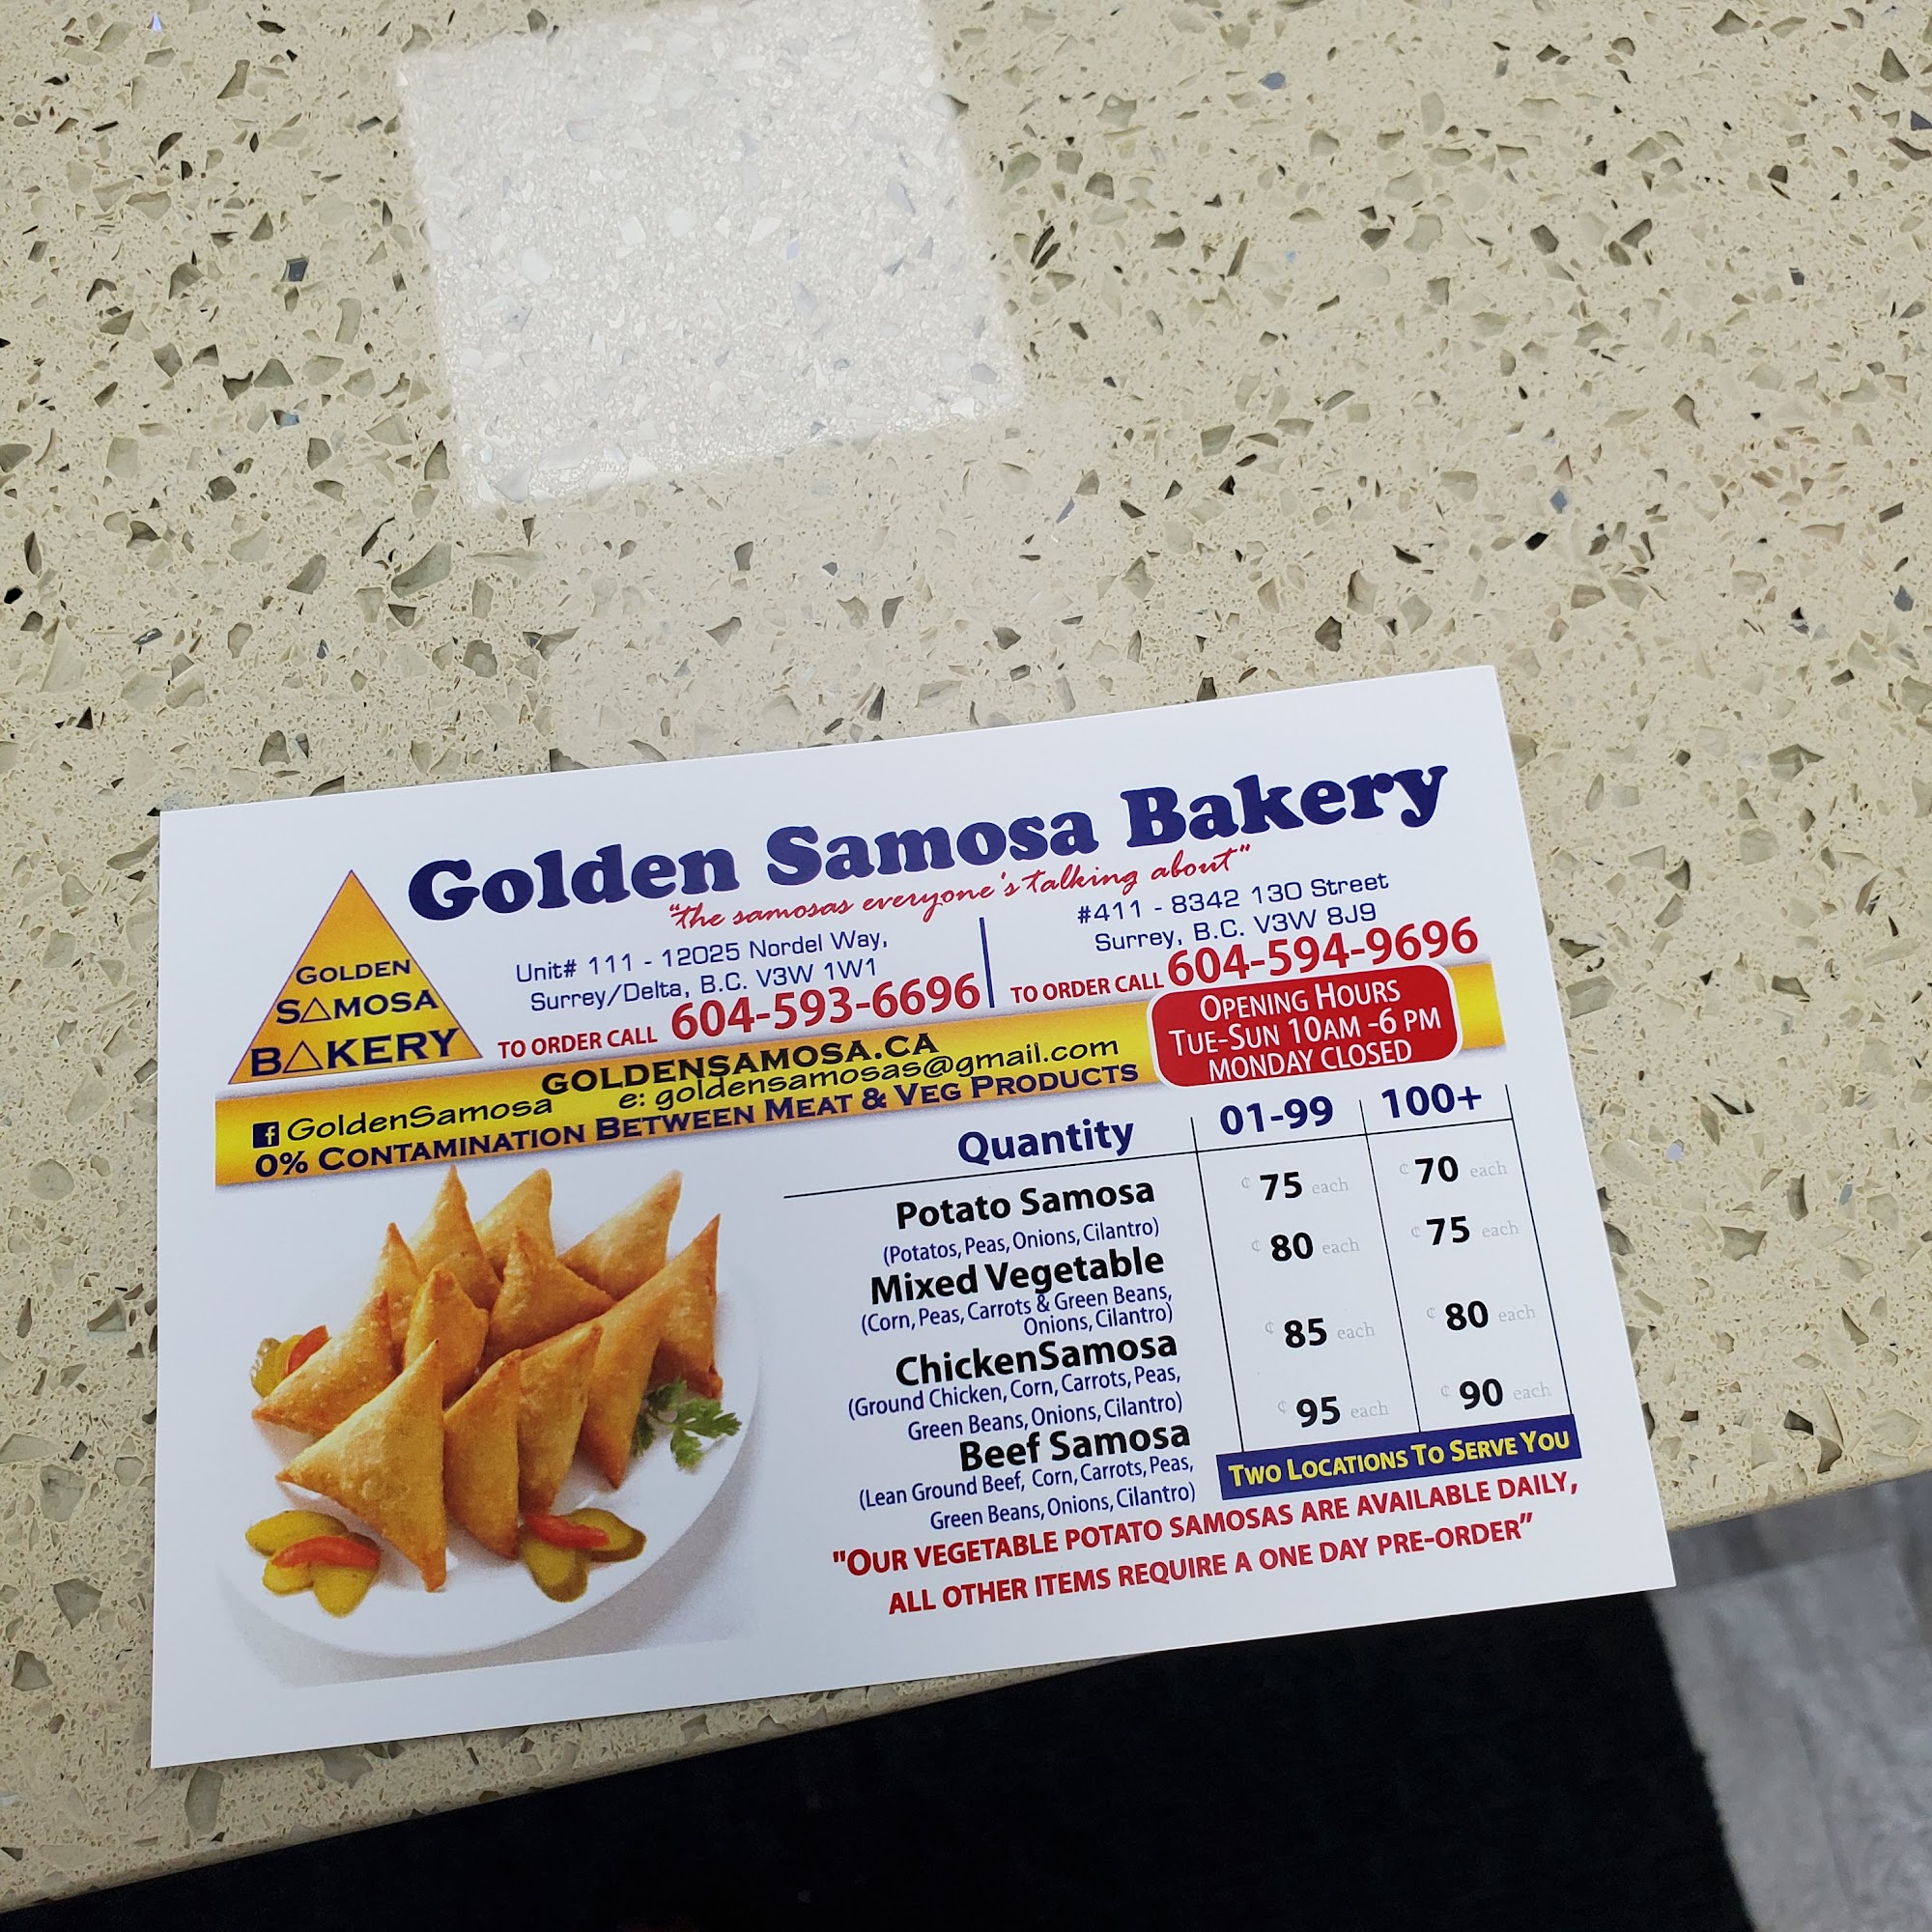 Golden Samosa Bakery
"the samosas everyone's talking about"
GOLDEN
SAMOSA
BAKERY
Unit# 111 - 12025 Nordel Way,
Surrey/Delta, B.C. V3W 1W1
TO ORDER CALL 604-593-6696
#411 - 8342 130 Street
Surrey, B.C. V3W 8J9
TO ORDER CALL 604-594-9696
GOLDENSAMOSA.CA
GoldenSamosa e: goldensamosas@gmail.com
0% CONTAMINATION BETWEEN MEAT & VEG PRODUCTS
OPENING HOURS
TUE-SUN 10AM -6 PM
MONDAY CLOSED
Quantity 01-99 100+
Potato Samosa ¢ 75 each ¢ 70 each
(Potatos, Peas, Onions, Cilantro)
Mixed Vegetable ¢ 80 each ¢ 75 each
(Corn, Peas, Carrots & Green Beans,
Onions, Cilantro)
ChickenSamosa ¢ 85 each ¢ 80 each
(Ground Chicken, Corn, Carrots, Peas,
Green Beans, Onions, Cilantro)
Beef Samosa ¢ 95 each ¢ 90 each
(Lean Ground Beef, Corn, Carrots, Peas,
Green Beans, Onions, Cilantro)
TWO LOCATIONS TO SERVE YOU
"OUR VEGETABLE POTATO SAMOSAS ARE AVAILABLE DAILY,
ALL OTHER ITEMS REQUIRE A ONE DAY PRE-ORDER"